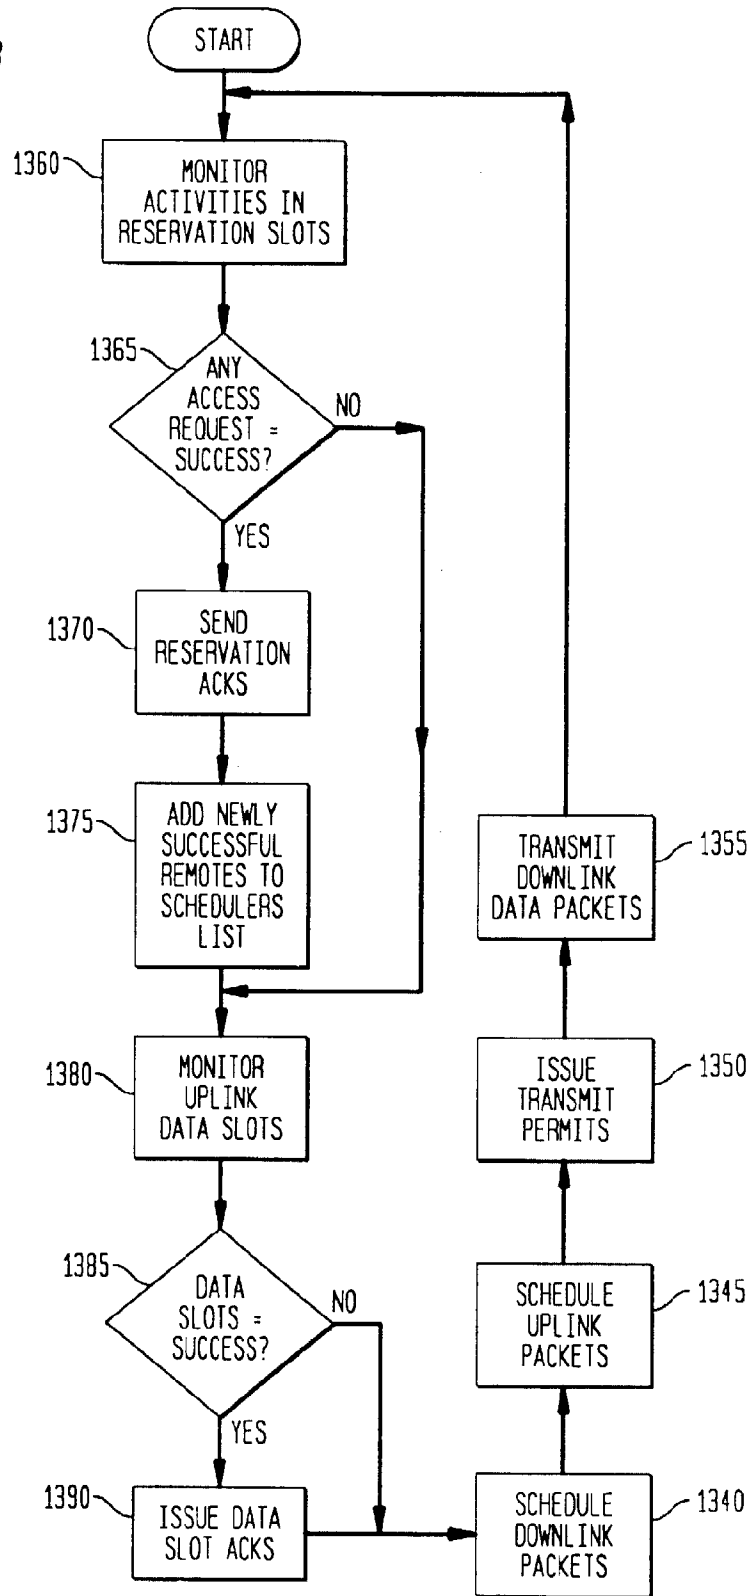 START
1360
MONITOR
ACTIVITIES IN
RESERVATION SLOTS
1365
ANY
ACCESS
REQUEST =
SUCCESS?
NO
YES
1370
SEND
RESERVATION
ACKS
1375
ADD NEWLY
SUCCESSFUL
REMOTES TO
SCHEDULERS
LIST
1380
MONITOR
UPLINK
DATA SLOTS
1385
DATA
SLOTS =
SUCCESS?
NO
YES
1390
ISSUE DATA
SLOT ACKS
TRANSMIT
DOWNLINK
DATA PACKETS
1355
ISSUE
TRANSMIT
PERMITS
1350
SCHEDULE
UPLINK
PACKETS
1345
SCHEDULE
DOWNLINK
PACKETS
1340